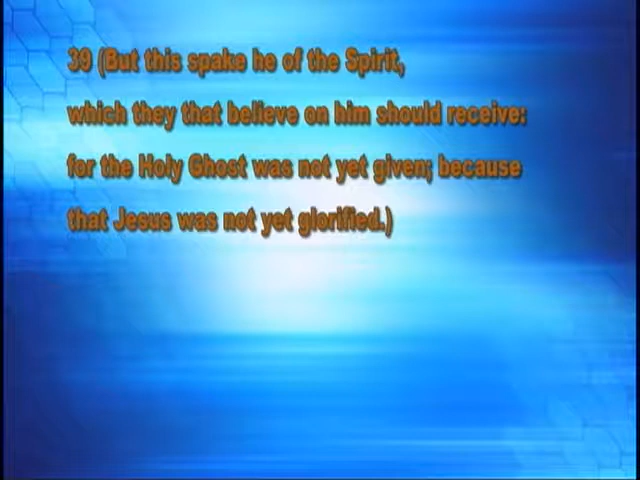 39 (But this spake he of the Spirit,
which they that believe on him should receive:
for the Holy Ghost was not yet given; because
that Jesus was not yet glorified.)